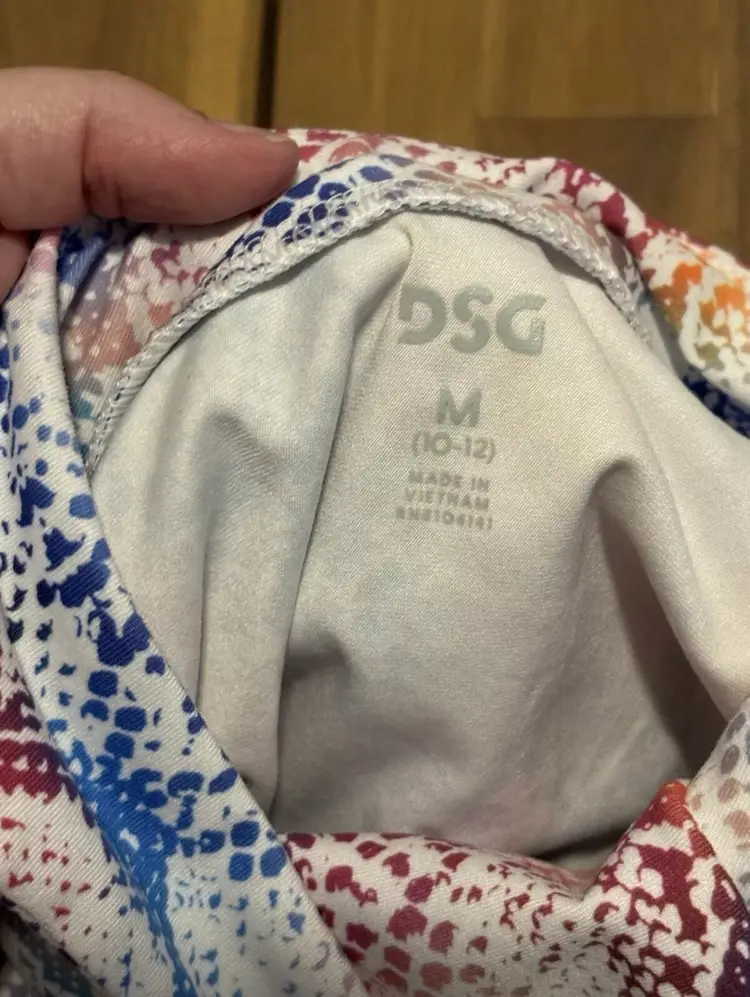 DSG
M
(10-12)
MADE IN
VIETNAM